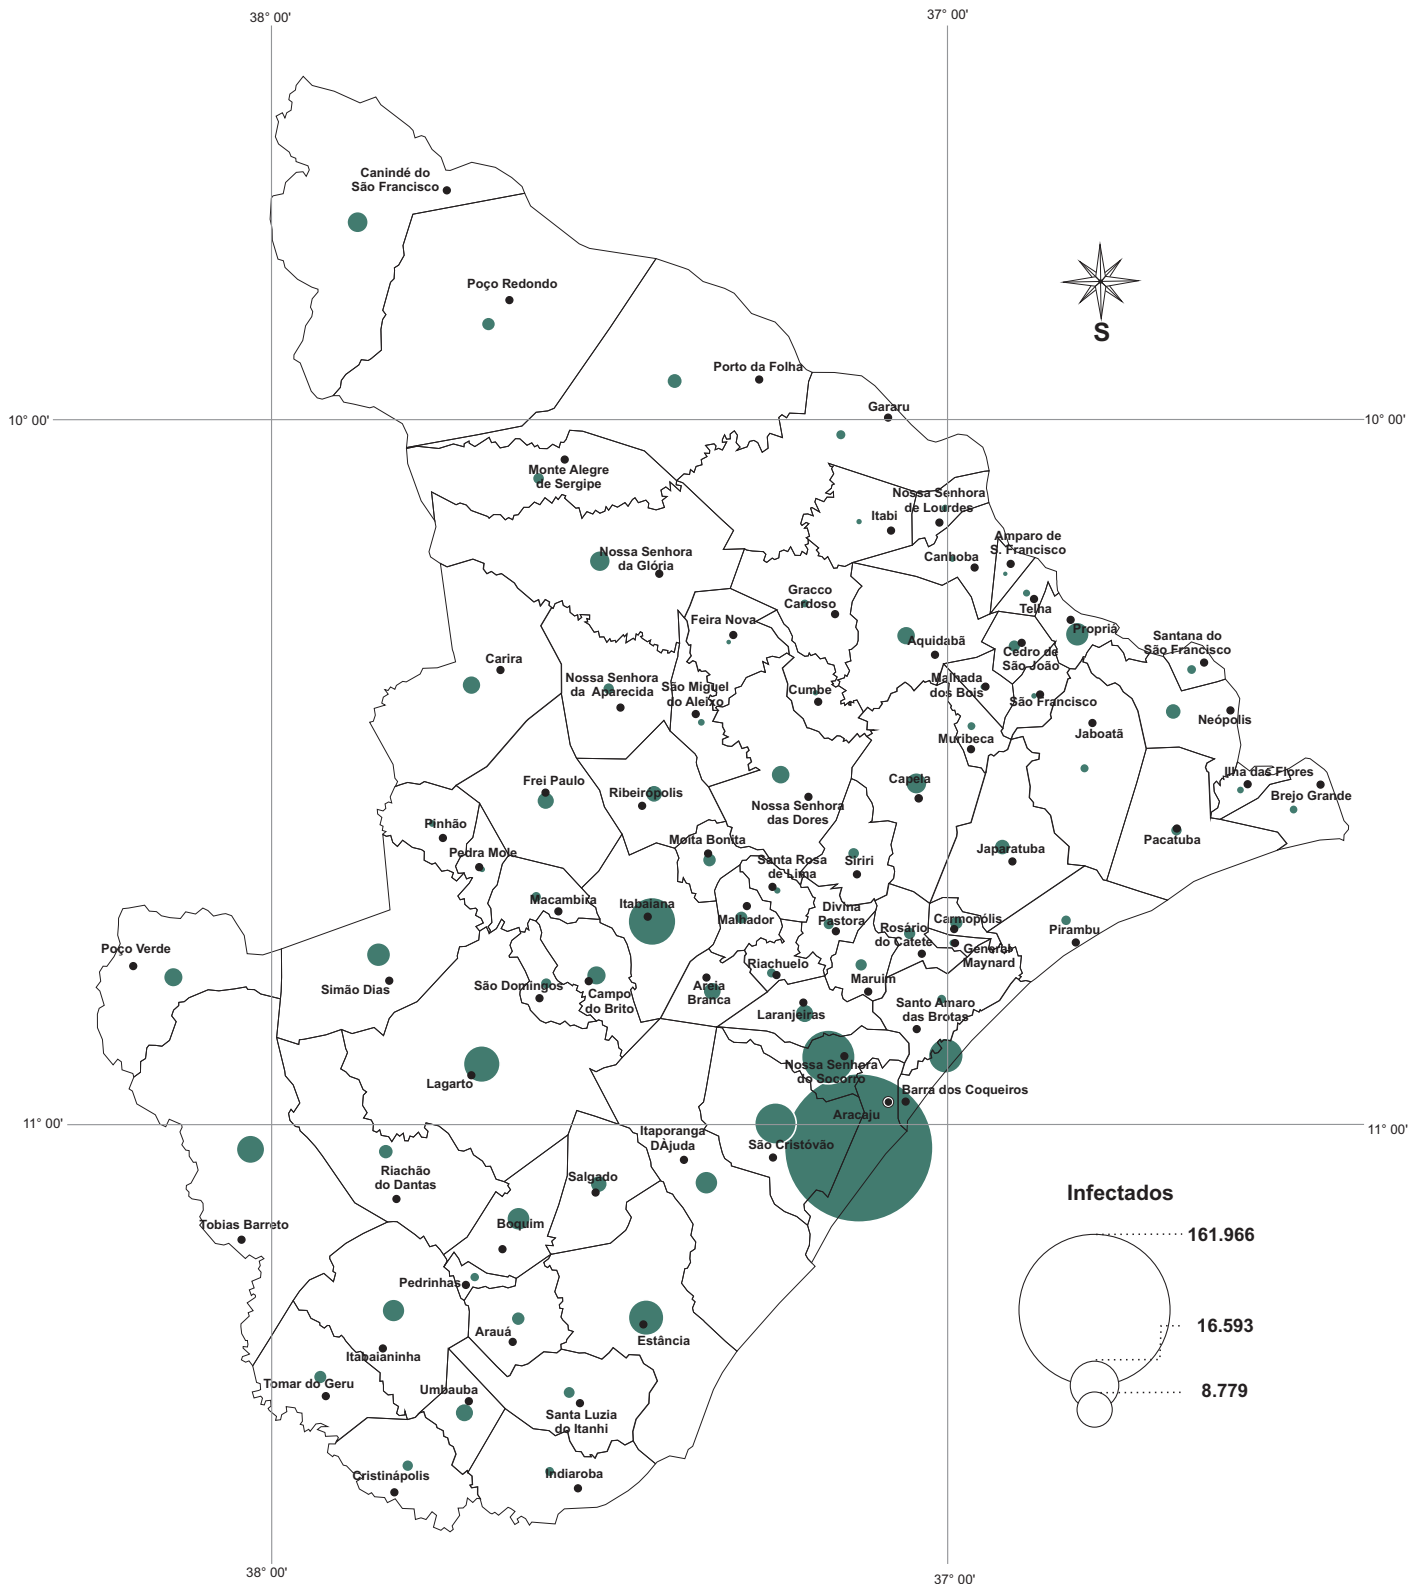 38° 00'
37° 00'
Canindé do
São Francisco
Poço Redondo
S
Porto da Folha
Gararu
10° 00'
10° 00'
Monte Alegre
de Sergipe
Nossa Senhora
de Lourdes
Itabi
Amparo de
S. Francisco
Canhoba
Nossa Senhora
da Glória
Gracco
Cardoso
Telha
Feira Nova
Propriá
Santana do
São Francisco
Aquidabã
Cedro de
São João
Carira
Nossa Senhora
da Aparecida
São Miguel
do Aleixo
Cumbe
Malhada
dos Bois
São Francisco
Neópolis
Jaboatã
Muribeca
Frei Paulo
Ribeirópolis
Capela
Ilha das Flores
Brejo Grande
Nossa Senhora
das Dores
Pinhão
Moita Bonita
Pacatuba
Pedra Mole
Santa Rosa
de Lima
Siriri
Japaratuba
Macambira
Itabaiana
Malhador
Divina
Pastora
Rosário
do Catete
Carmopólis
Pirambu
General
Maynard
Poço Verde
Simão Dias
São Domingos
Campo
do Brito
Areia
Branca
Riachuelo
Maruim
Laranjeiras
Santo Amaro
das Brotas
Nossa Senhora
do Socorro
Lagarto
Barra dos Coqueiros
Aracaju
11° 00'
11° 00'
Itaporanga
DÀjuda
São Cristóvão
Riachão
do Dantas
Salgado
Tobias Barreto
Boquim
Infectados
161.966
16.593
8.779
Pedrinhas
Arauá
Estância
Itabaianinha
Tomar do Geru
Umbauba
Santa Luzia
do Itanhi
Cristinápolis
Indiaroba
38° 00'
37° 00'